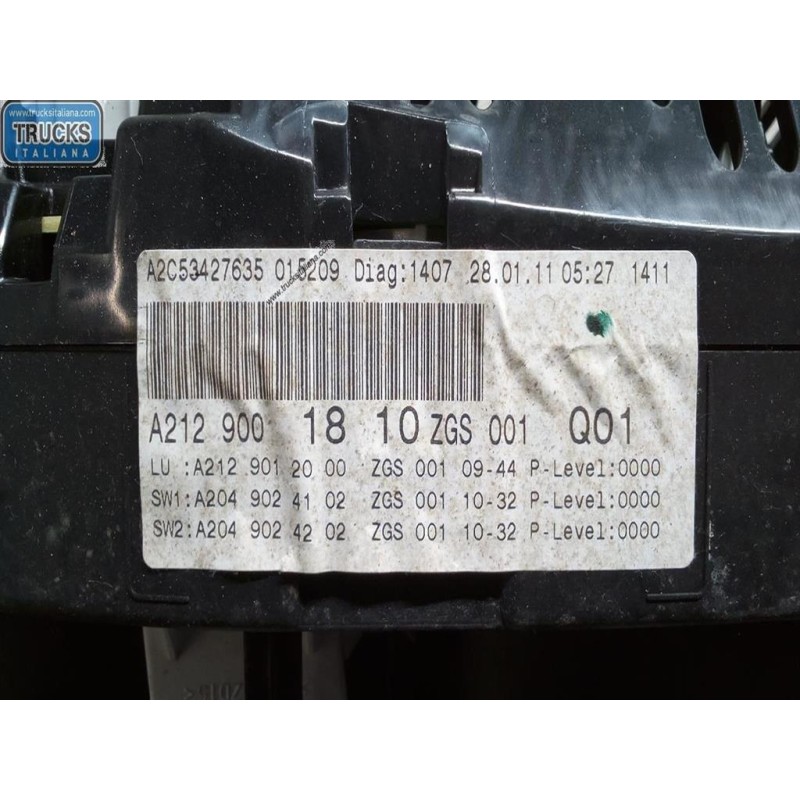 www.trucksitaliana.com
TRUCKS
ITALIANA
A2C53427635 015209 Diag:1407 28.01.11 05:27 1411
A212 900 18 10 ZGS 001 Q01
LU :A212 901 20 00 ZGS 001 09-44 P-Level:0000
SW1:A204 902 41 02 ZGS 001 10-32 P-Level:0000
SW2:A204 902 42 02 ZGS 001 10-32 P-Level:0000